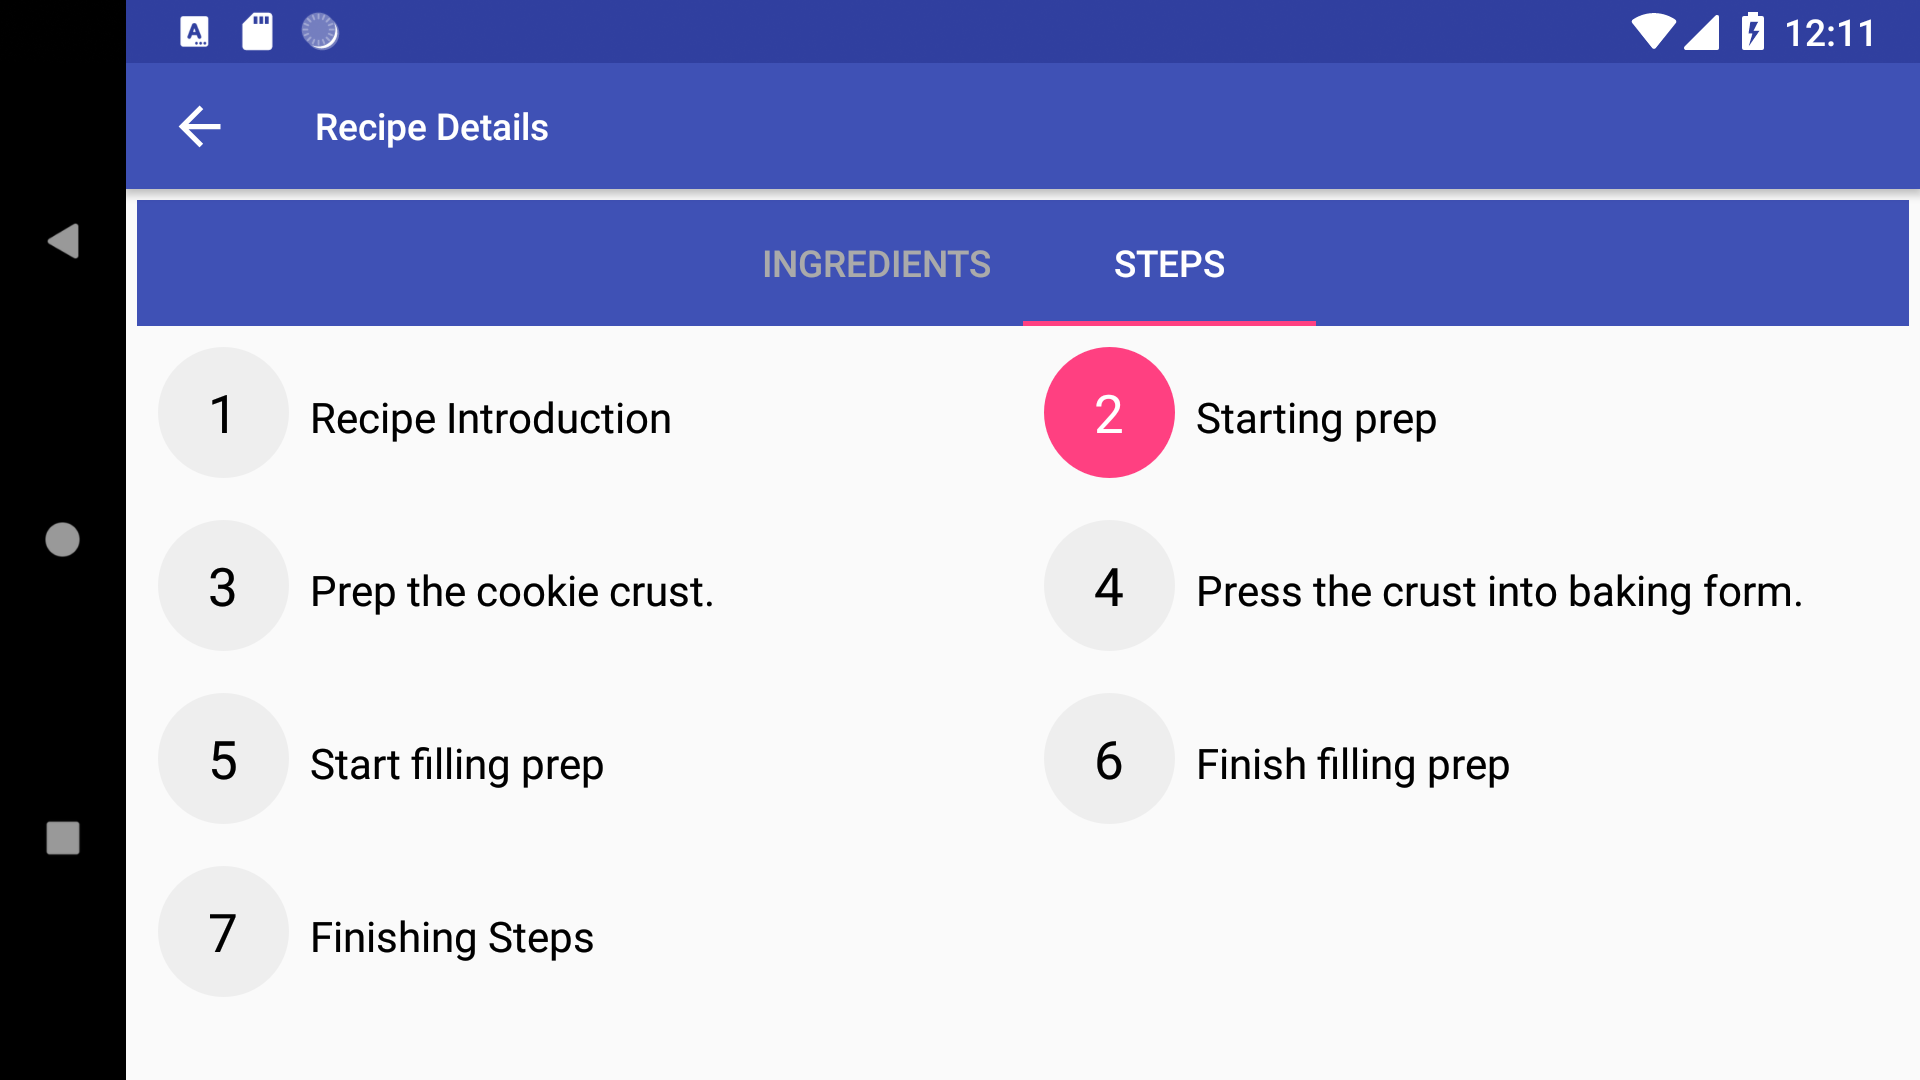 12:11
Recipe Details
INGREDIENTS
STEPS
1 Recipe Introduction
2 Starting prep
3 Prep the cookie crust.
4 Press the crust into baking form.
5 Start filling prep
6 Finish filling prep
7 Finishing Steps